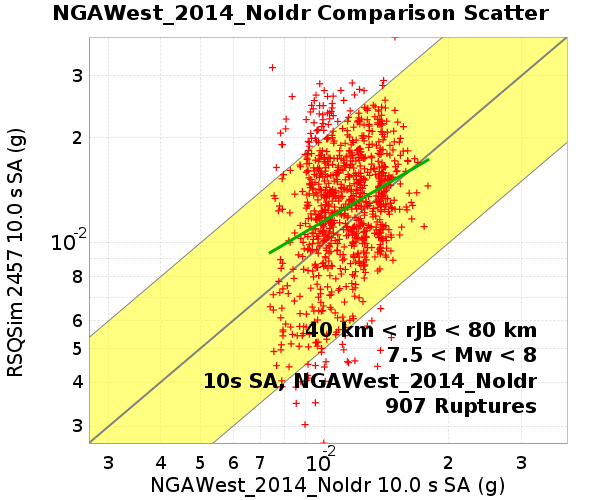 NGAWest_2014_NoIdr Comparison Scatter
RSQSim 2457 10.0 s SA (g)
3
2
10-2
8
7
6
5
4
3
40 km < rJB < 80 km
7.5 < Mw < 8
10s SA, NGAWest_2014_NoIdr
907 Ruptures
3 4 5 6 7 10-2 2 3
NGAWest_2014_NoIdr 10.0 s SA (g)